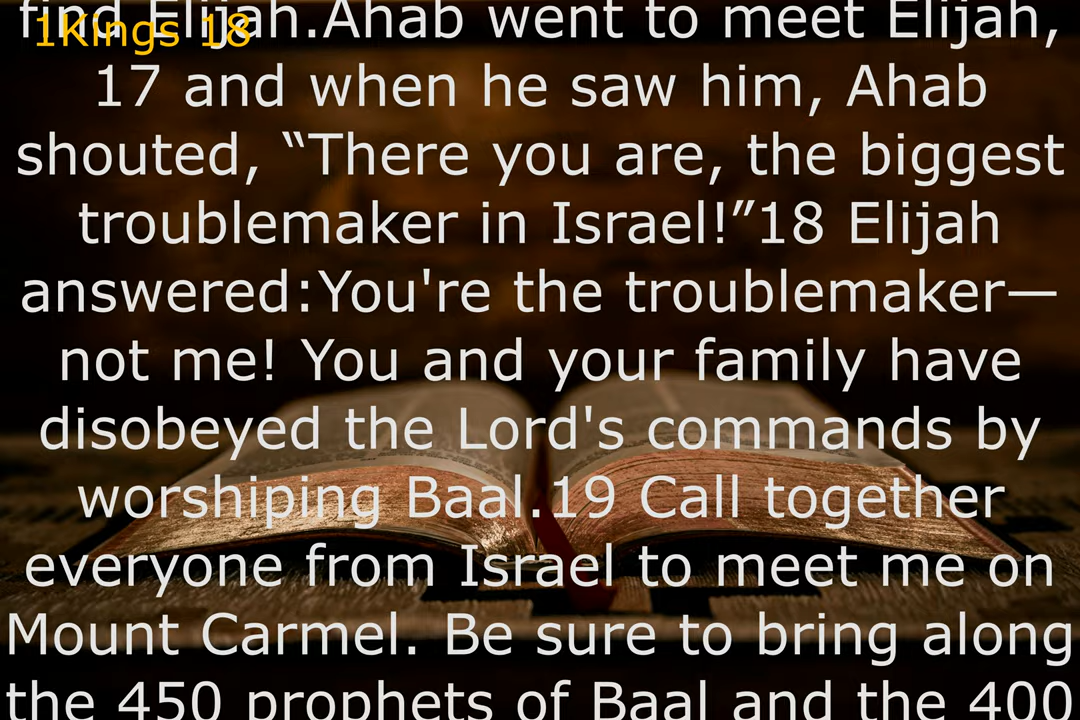 find Elijah.Ahab went to meet Elijah,
1Kings 18
17 and when he saw him, Ahab
shouted, “There you are, the biggest
troublemaker in Israel!”18 Elijah
answered:You're the troublemaker—
not me! You and your family have
disobeyed the Lord's commands by
worshiping Baal.19 Call together
everyone from Israel to meet me on
Mount Carmel. Be sure to bring along
the 450 prophets of Baal and the 400